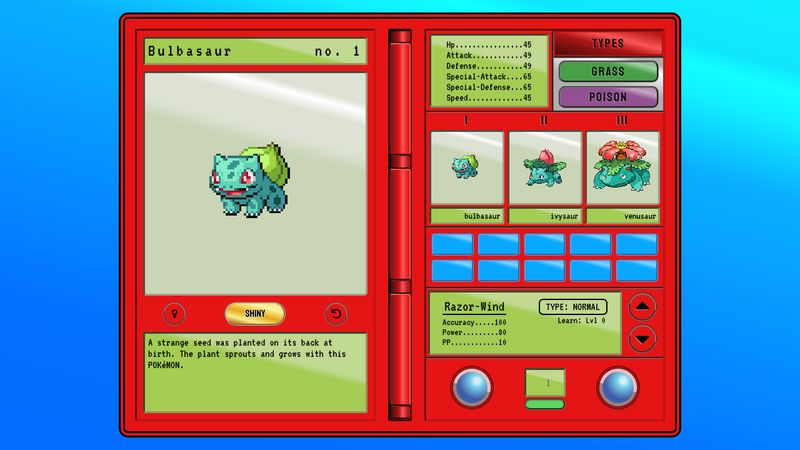 Bulbasaur no. 1
SHINY
A strange seed was planted on its back at
birth. The plant sprouts and grows with this
POKéMON.
Hp...............45
Attack...........49
Defense..........49
Special-Attack...65
Special-Defense..65
Speed............45
TYPES
GRASS
POISON
I II III
bulbasaur ivysaur venusaur
Razor-Wind
TYPE: NORMAL
Learn: Lvl 0
Accuracy.....100
Power........80
PP...........10
1